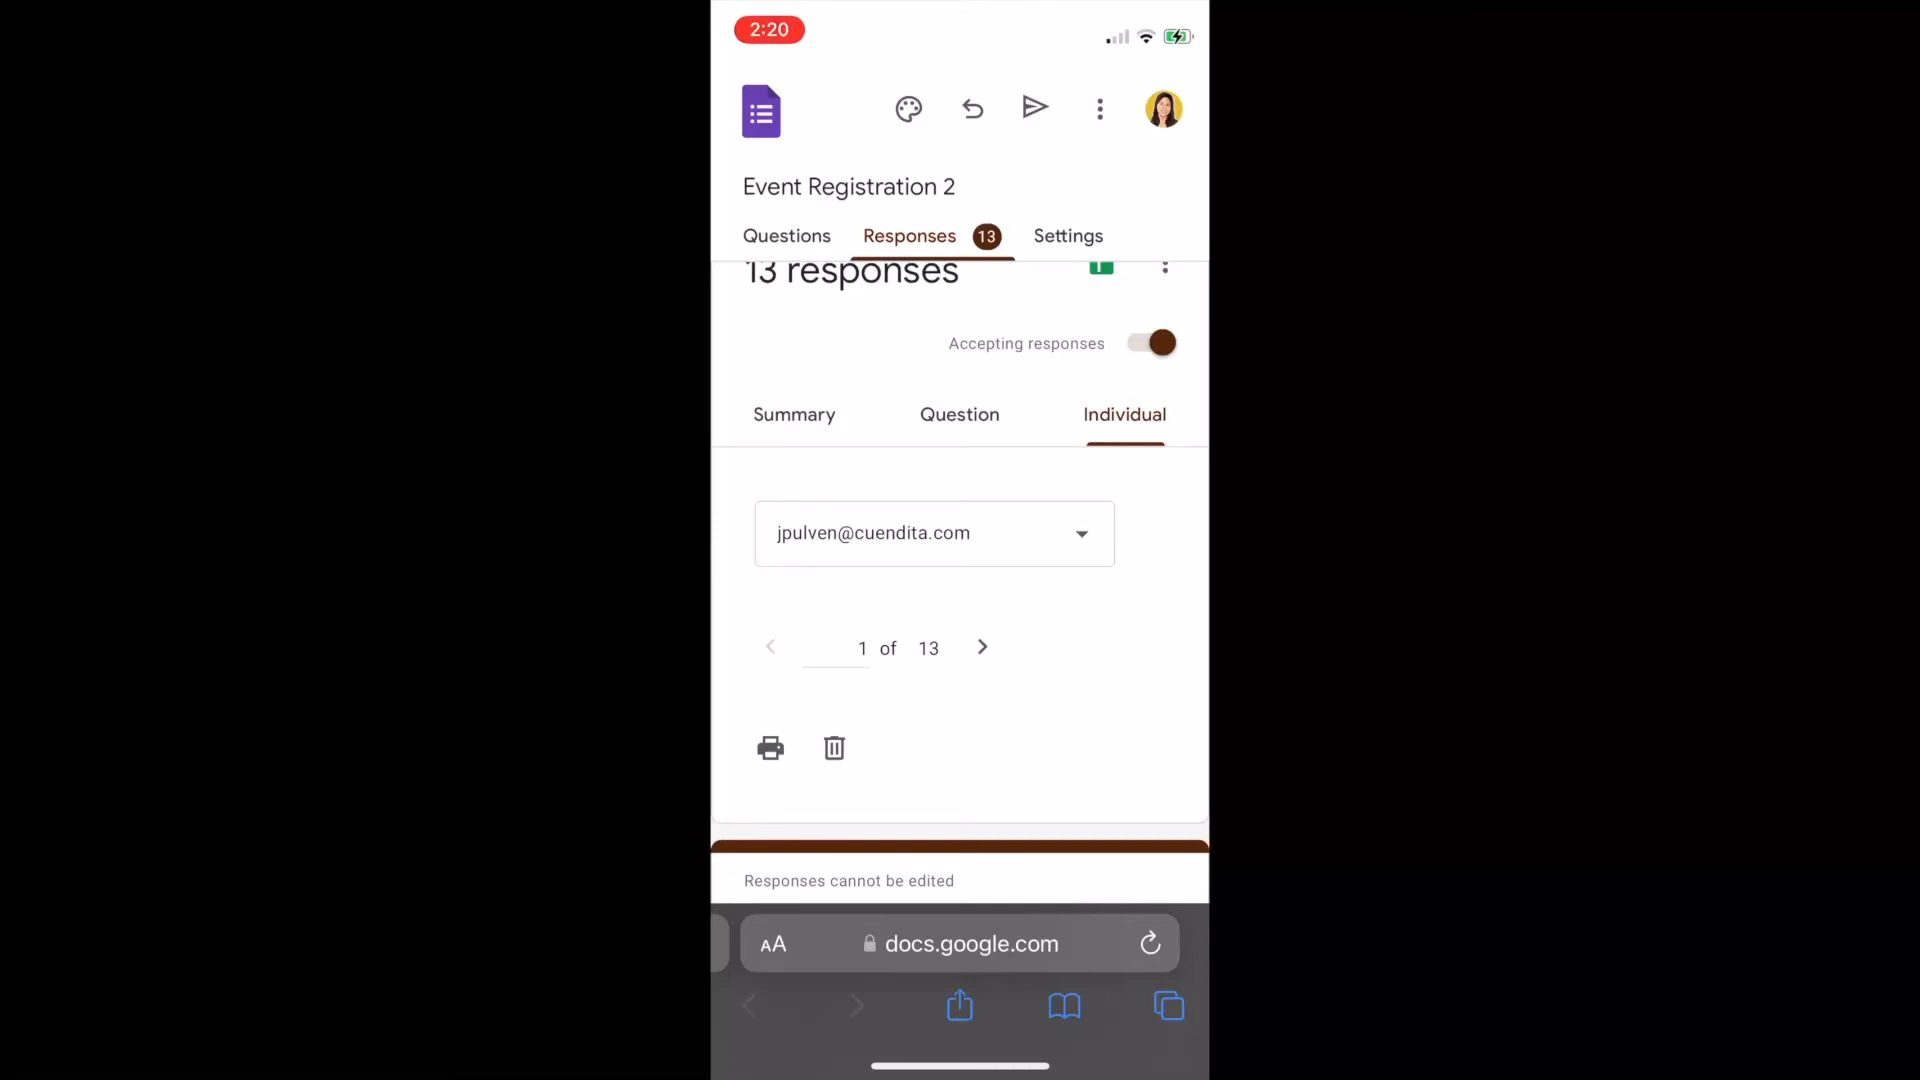 2:20
Event Registration 2
Questions Responses 13 Settings
13 responses
Accepting responses
Summary Question Individual
jpulven@cuendita.com
1 of 13
Responses cannot be edited
AA docs.google.com